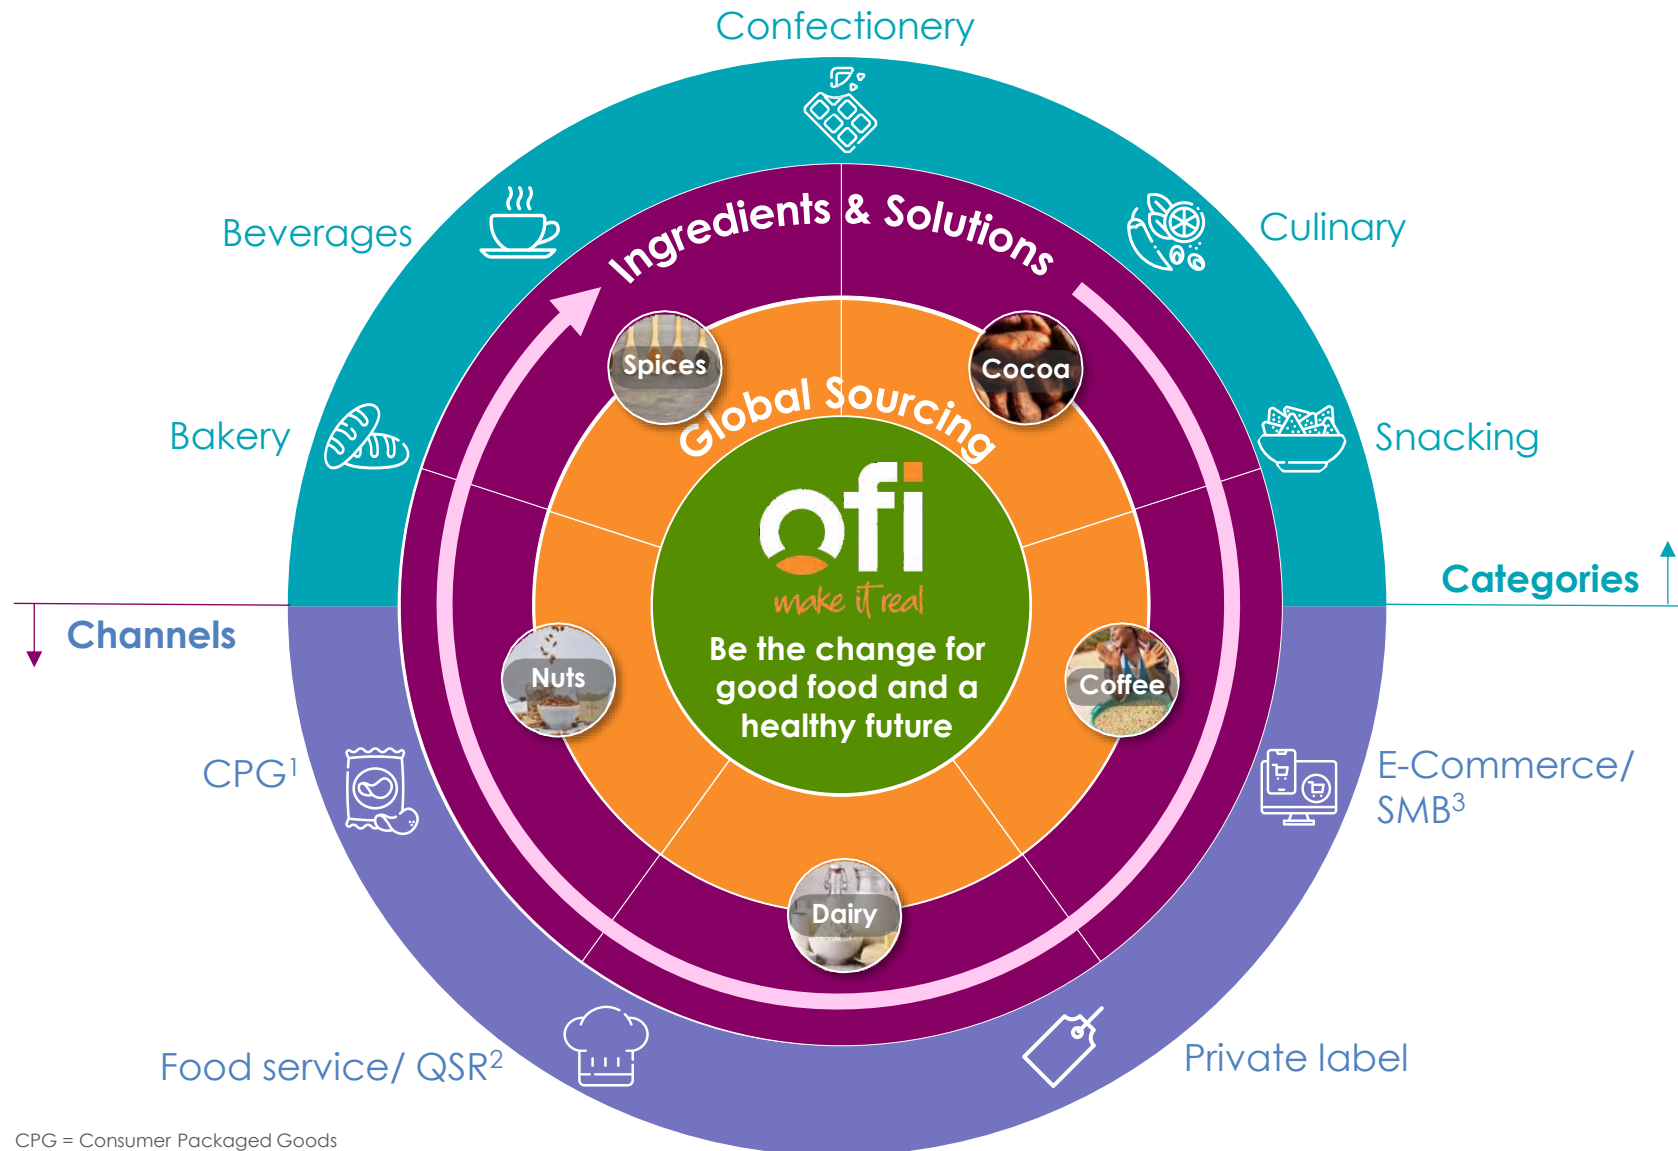 Confectionery
Beverages
Culinary
Ingredients & Solutions
Spices
Cocoa
Global Sourcing
Bakery
Snacking
ofi
make it real
Be the change for
good food and a
healthy future
Categories
Channels
Nuts
Coffee
CPG¹
E-Commerce/
SMB³
Dairy
Food service/ QSR²
Private label
CPG = Consumer Packaged Goods